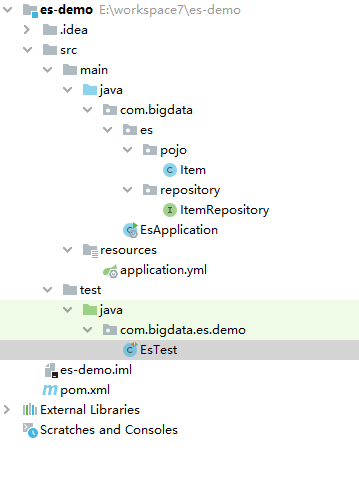 es-demo E:\workspace7\es-demo
.idea
src
main
java
com.bigdata
es
pojo
Item
repository
ItemRepository
EsApplication
resources
application.yml
test
java
com.bigdata.es.demo
EsTest
es-demo.iml
pom.xml
External Libraries
Scratches and Consoles